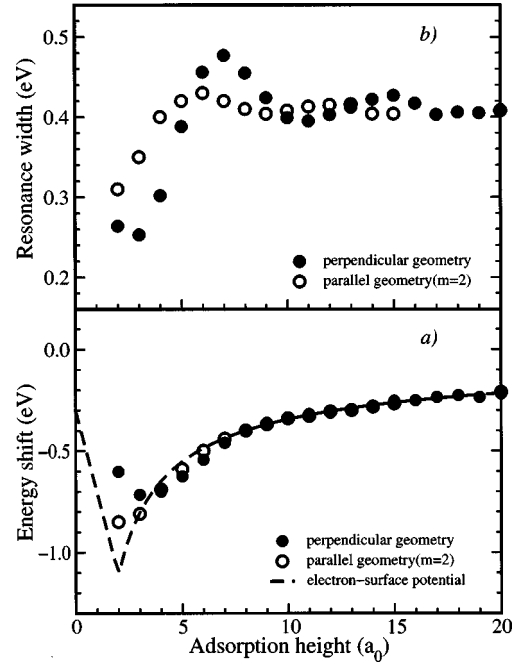 b)
0.5
0.4
0.3
0.2
Resonance width (eV)
perpendicular geometry
parallel geometry(m=2)
a)
0.0
−0.5
−1.0
Energy shift (eV)
perpendicular geometry
parallel geometry(m=2)
electron−surface potential
0 5 10 15 20
Adsorption height (a0)